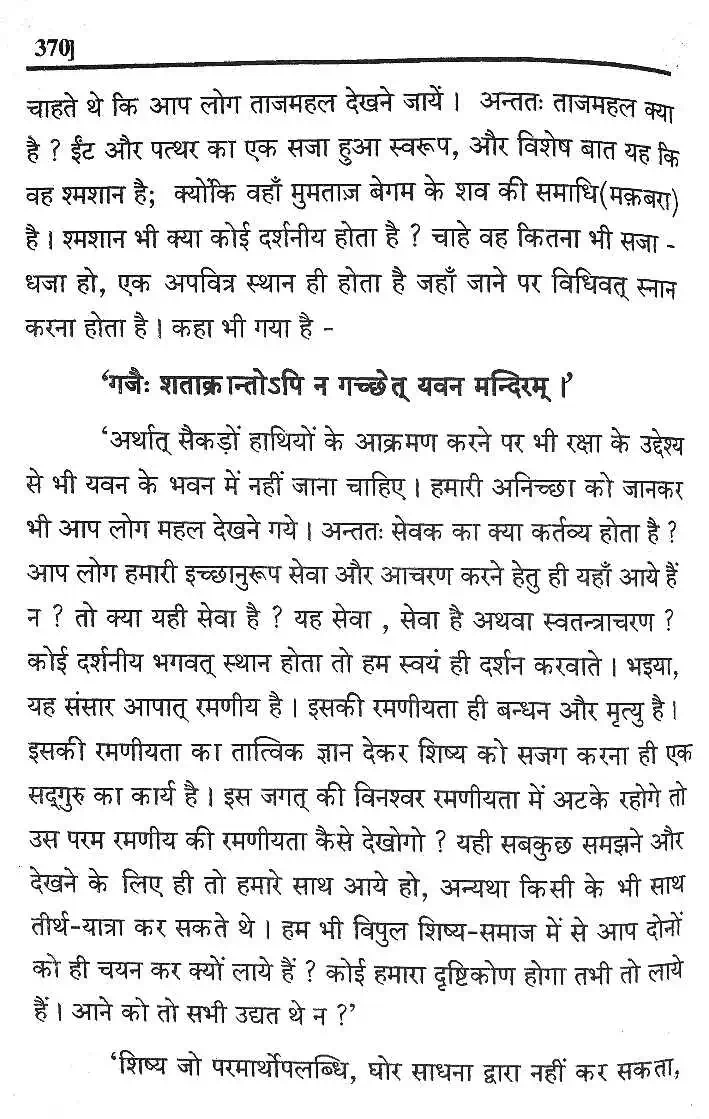 370]
चाहते थे कि आप लोग ताजमहल देखने जायें । अन्ततः ताजमहल क्या
है ? ईंट और पत्थर का एक सजा हुआ स्वरूप, और विशेष बात यह कि
वह श्मशान है; क्योंकि वहाँ मुमताज़ बेगम के शव की समाधि(मक़बरा)
है । श्मशान भी क्या कोई दर्शनीय होता है ? चाहे वह कितना भी सजा -
धजा हो, एक अपवित्र स्थान ही होता है जहाँ जाने पर विधिवत् स्नान
करना होता है । कहा भी गया है -
‘गजैः शताक्रान्तोऽपि न गच्छेत् यवन मन्दिरम् ।’
‘अर्थात् सैकड़ों हाथियों के आक्रमण करने पर भी रक्षा के उद्देश्य
से भी यवन के भवन में नहीं जाना चाहिए । हमारी अनिच्छा को जानकर
भी आप लोग महल देखने गये । अन्ततः सेवक का क्या कर्तव्य होता है ?
आप लोग हमारी इच्छानुरूप सेवा और आचरण करने हेतु ही यहाँ आये हैं
न ? तो क्या यही सेवा है ? यह सेवा , सेवा है अथवा स्वतन्त्राचरण ?
कोई दर्शनीय भगवत् स्थान होता तो हम स्वयं ही दर्शन करवाते । भइया,
यह संसार आपात् रमणीय है । इसकी रमणीयता ही बन्धन और मृत्यु है ।
इसकी रमणीयता का तात्विक ज्ञान देकर शिष्य को सजग करना ही एक
सद्गुरु का कार्य है । इस जगत् की विनश्वर रमणीयता में अटके रहोगे तो
उस परम रमणीय की रमणीयता कैसे देखोगो ? यही सबकुछ समझने और
देखने के लिए ही तो हमारे साथ आये हो, अन्यथा किसी के भी साथ
तीर्थ-यात्रा कर सकते थे । हम भी विपुल शिष्य-समाज में से आप दोनों
को ही चयन कर क्यों लाये हैं ? कोई हमारा दृष्टिकोण होगा तभी तो लाये
हैं । आने को तो सभी उद्यत थे न ?’
‘शिष्य जो परमार्थोपलब्धि, घोर साधना द्वारा नहीं कर सकता,